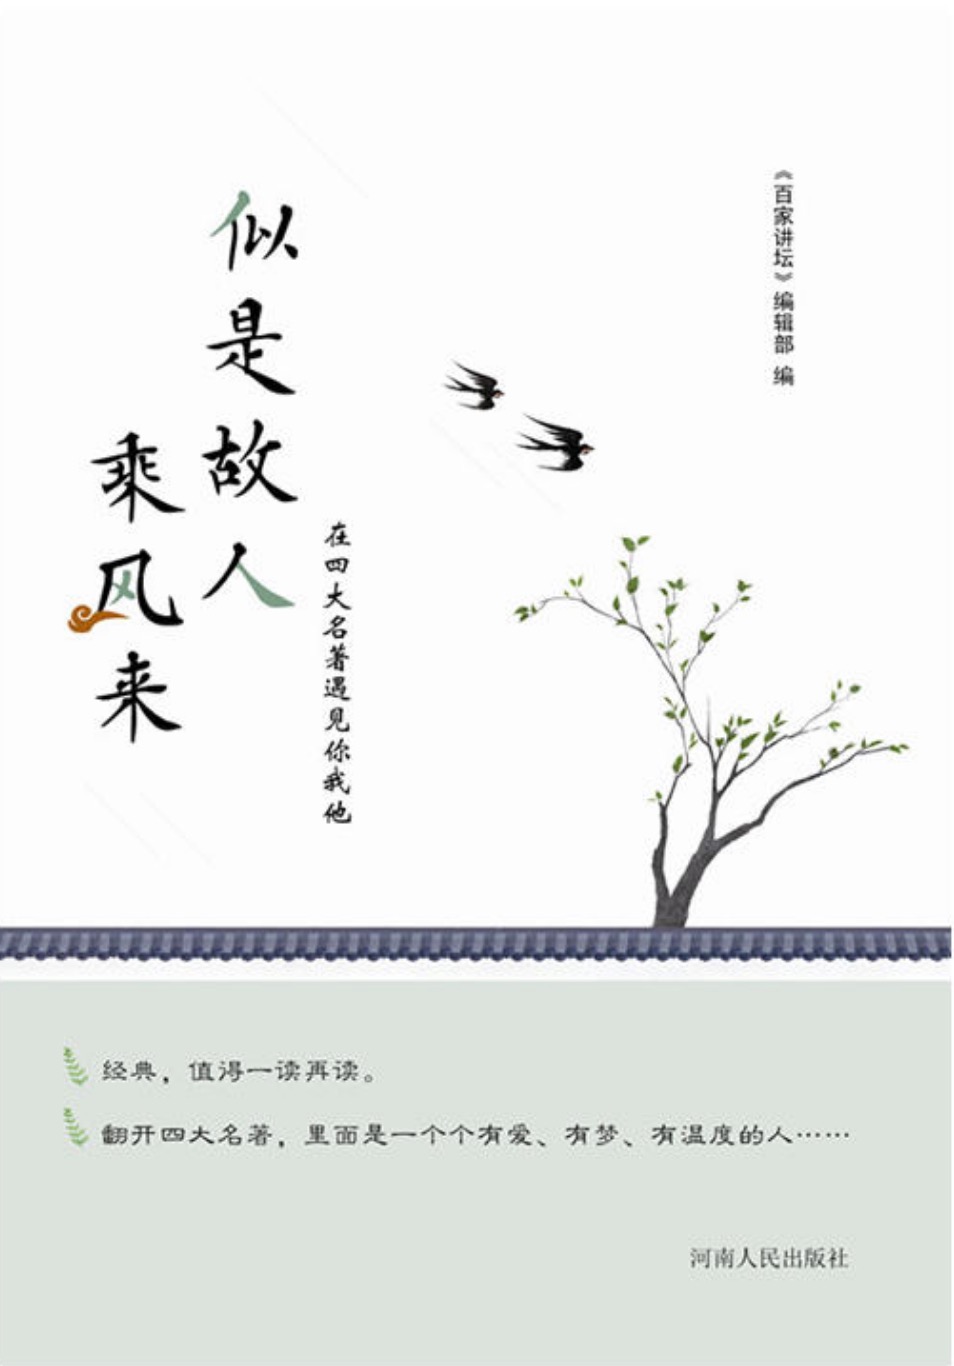 《百家讲坛》编辑部 编
似是故人
乘风来
在四大名著遇见你我他
经典，值得一读再读。
翻开四大名著，里面是一个个有爱、有梦、有温度的人……
河南人民出版社